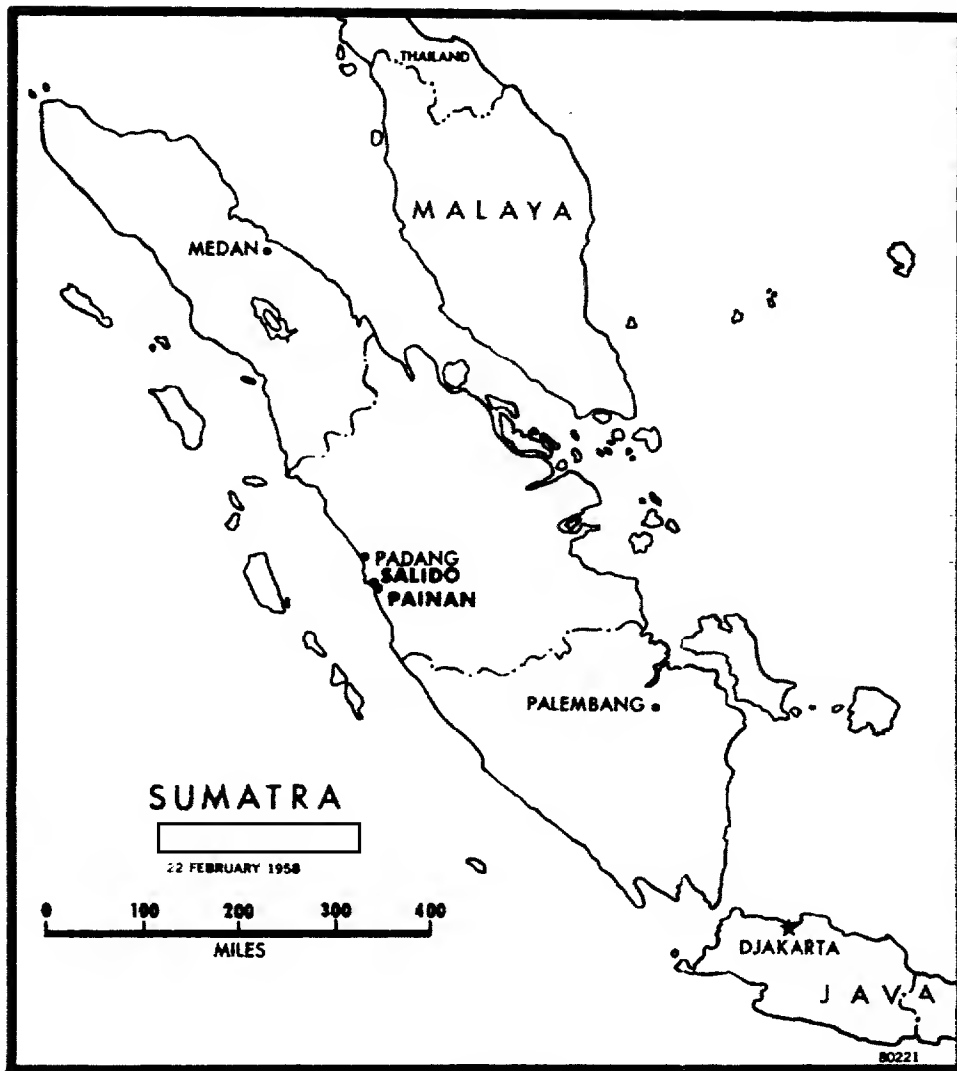 THAILAND
MALAYA
MEDAN
PADANG
SALIDO
PAINAN
PALEMBANG
SUMATRA
22 FEBRUARY 1958
0 100 200 300 400
MILES
DJAKARTA
JAVA
80221